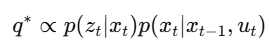 q* ∝ p(z_t|x_t)p(x_t|x_{t−1}, u_t)